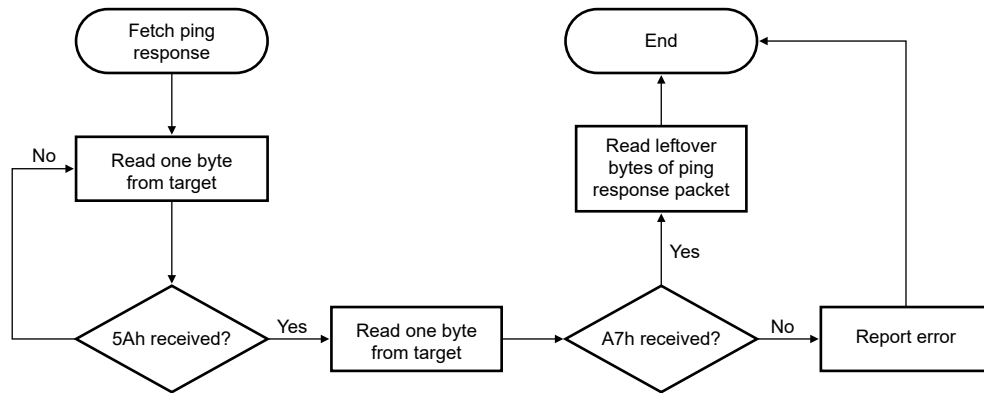 Fetch ping
response
No
Read one byte
from target
5Ah received?
Yes
Read one byte
from target
A7h received?
Yes
Read leftover
bytes of ping
response packet
End
No
Report error